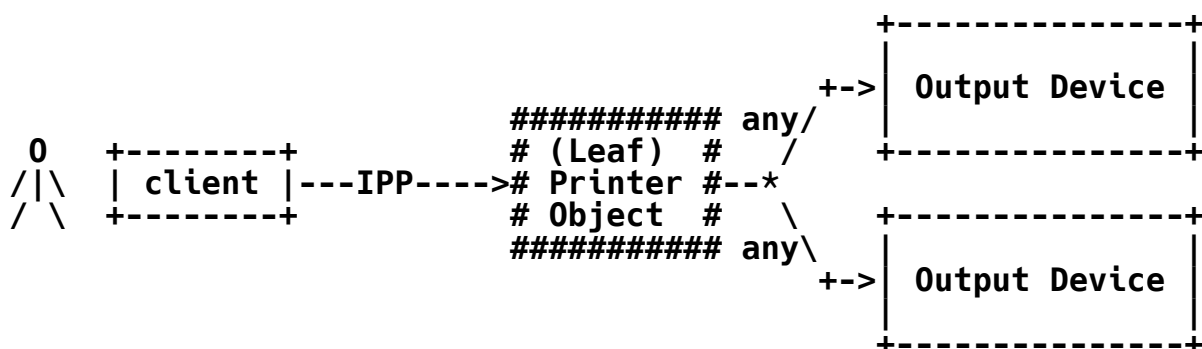 +---------------+
                                                         |               |
                                                     +->|  Output Device |
                                 ########### any/        |               |
 O    +--------+              # (Leaf)  #   /     +---------------+
/|\   | client |---IPP---->#  Printer #--*
/ \   +--------+              # Object  #   \     +---------------+
                                 ########### any\        |               |
                                                     +->|  Output Device |
                                                         |               |
                                                         +---------------+